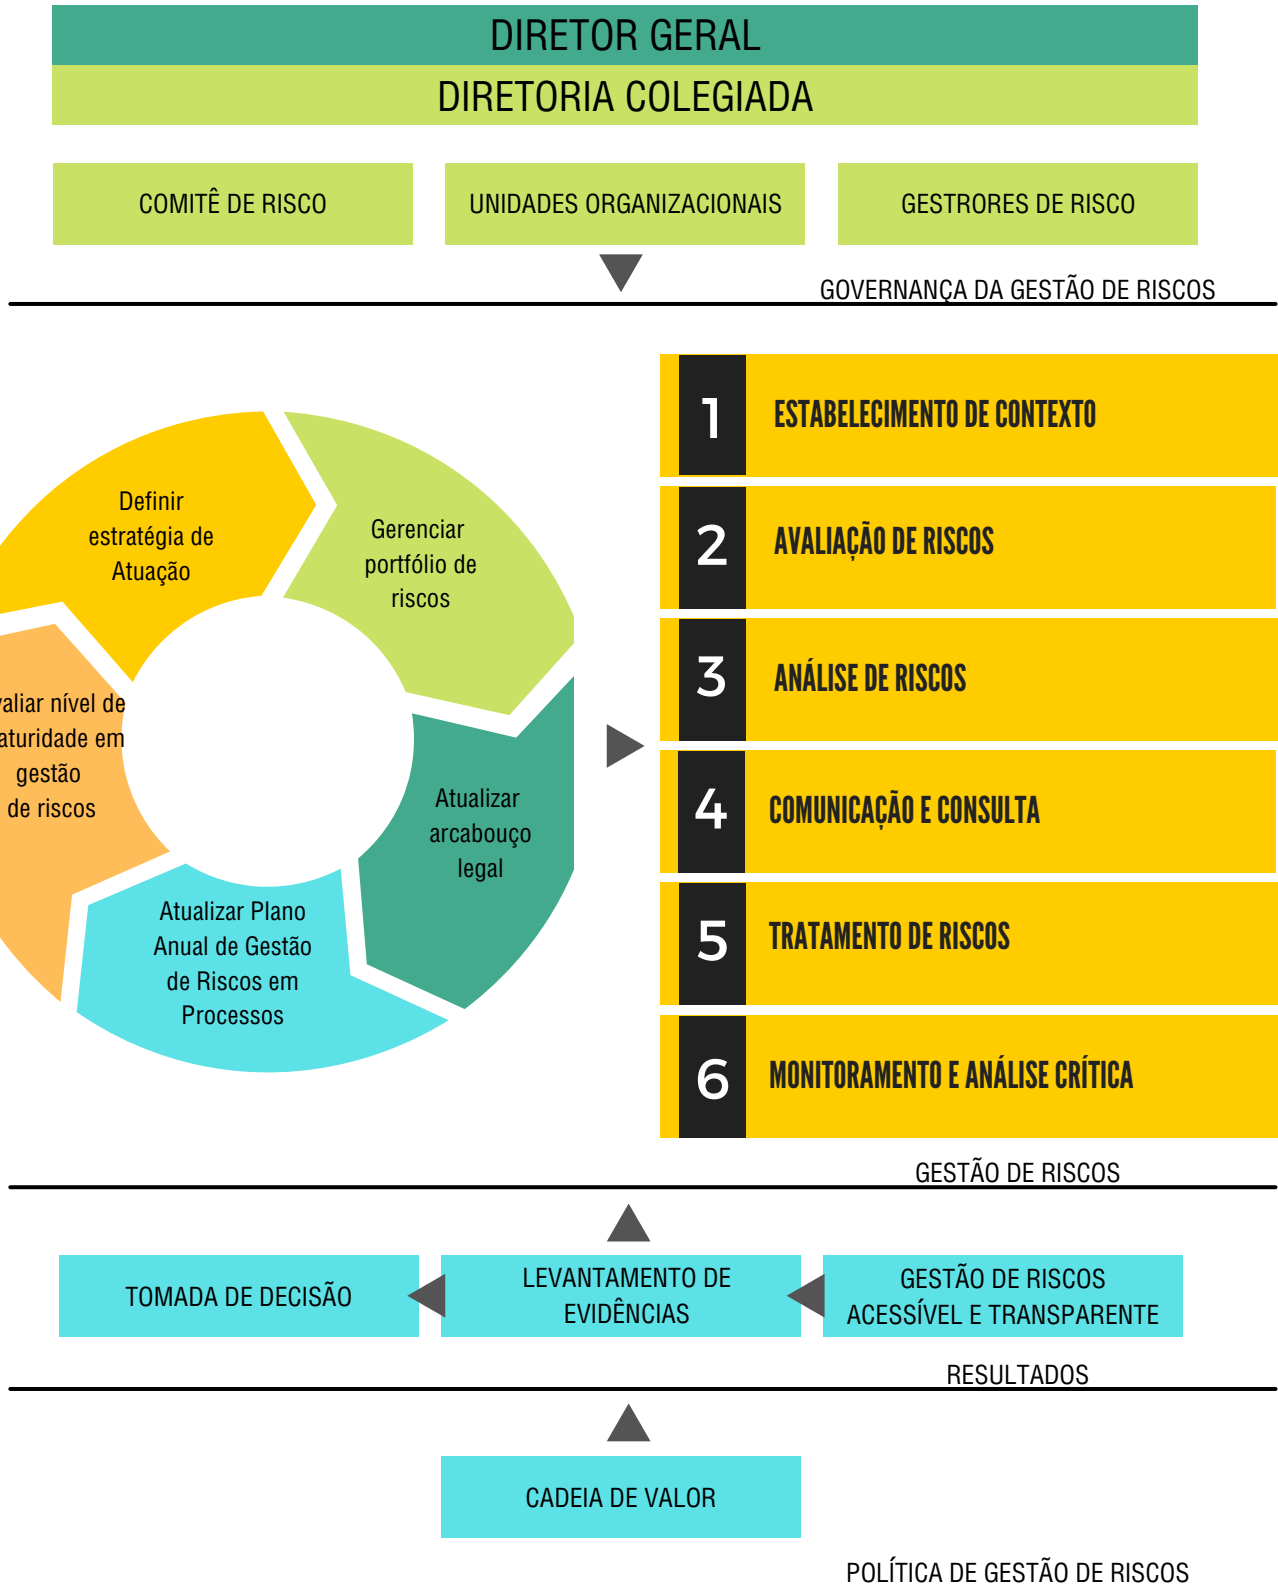 DIRETOR GERAL
DIRETORIA COLEGIADA
COMITÊ DE RISCO
UNIDADES ORGANIZACIONAIS
GESTRORES DE RISCO
GOVERNANÇA DA GESTÃO DE RISCOS
Definir
estratégia de
Atuação
Gerenciar
portfólio de
riscos
Atualizar
arcabouço
legal
Atualizar Plano
Anual de Gestão
de Riscos em
Processos
valiar nível de
aturidade em
gestão
de riscos
1 ESTABELECIMENTO DE CONTEXTO
2 AVALIAÇÃO DE RISCOS
3 ANÁLISE DE RISCOS
4 COMUNICAÇÃO E CONSULTA
5 TRATAMENTO DE RISCOS
6 MONITORAMENTO E ANÁLISE CRÍTICA
GESTÃO DE RISCOS
TOMADA DE DECISÃO
LEVANTAMENTO DE
EVIDÊNCIAS
GESTÃO DE RISCOS
ACESSÍVEL E TRANSPARENTE
RESULTADOS
CADEIA DE VALOR
POLÍTICA DE GESTÃO DE RISCOS